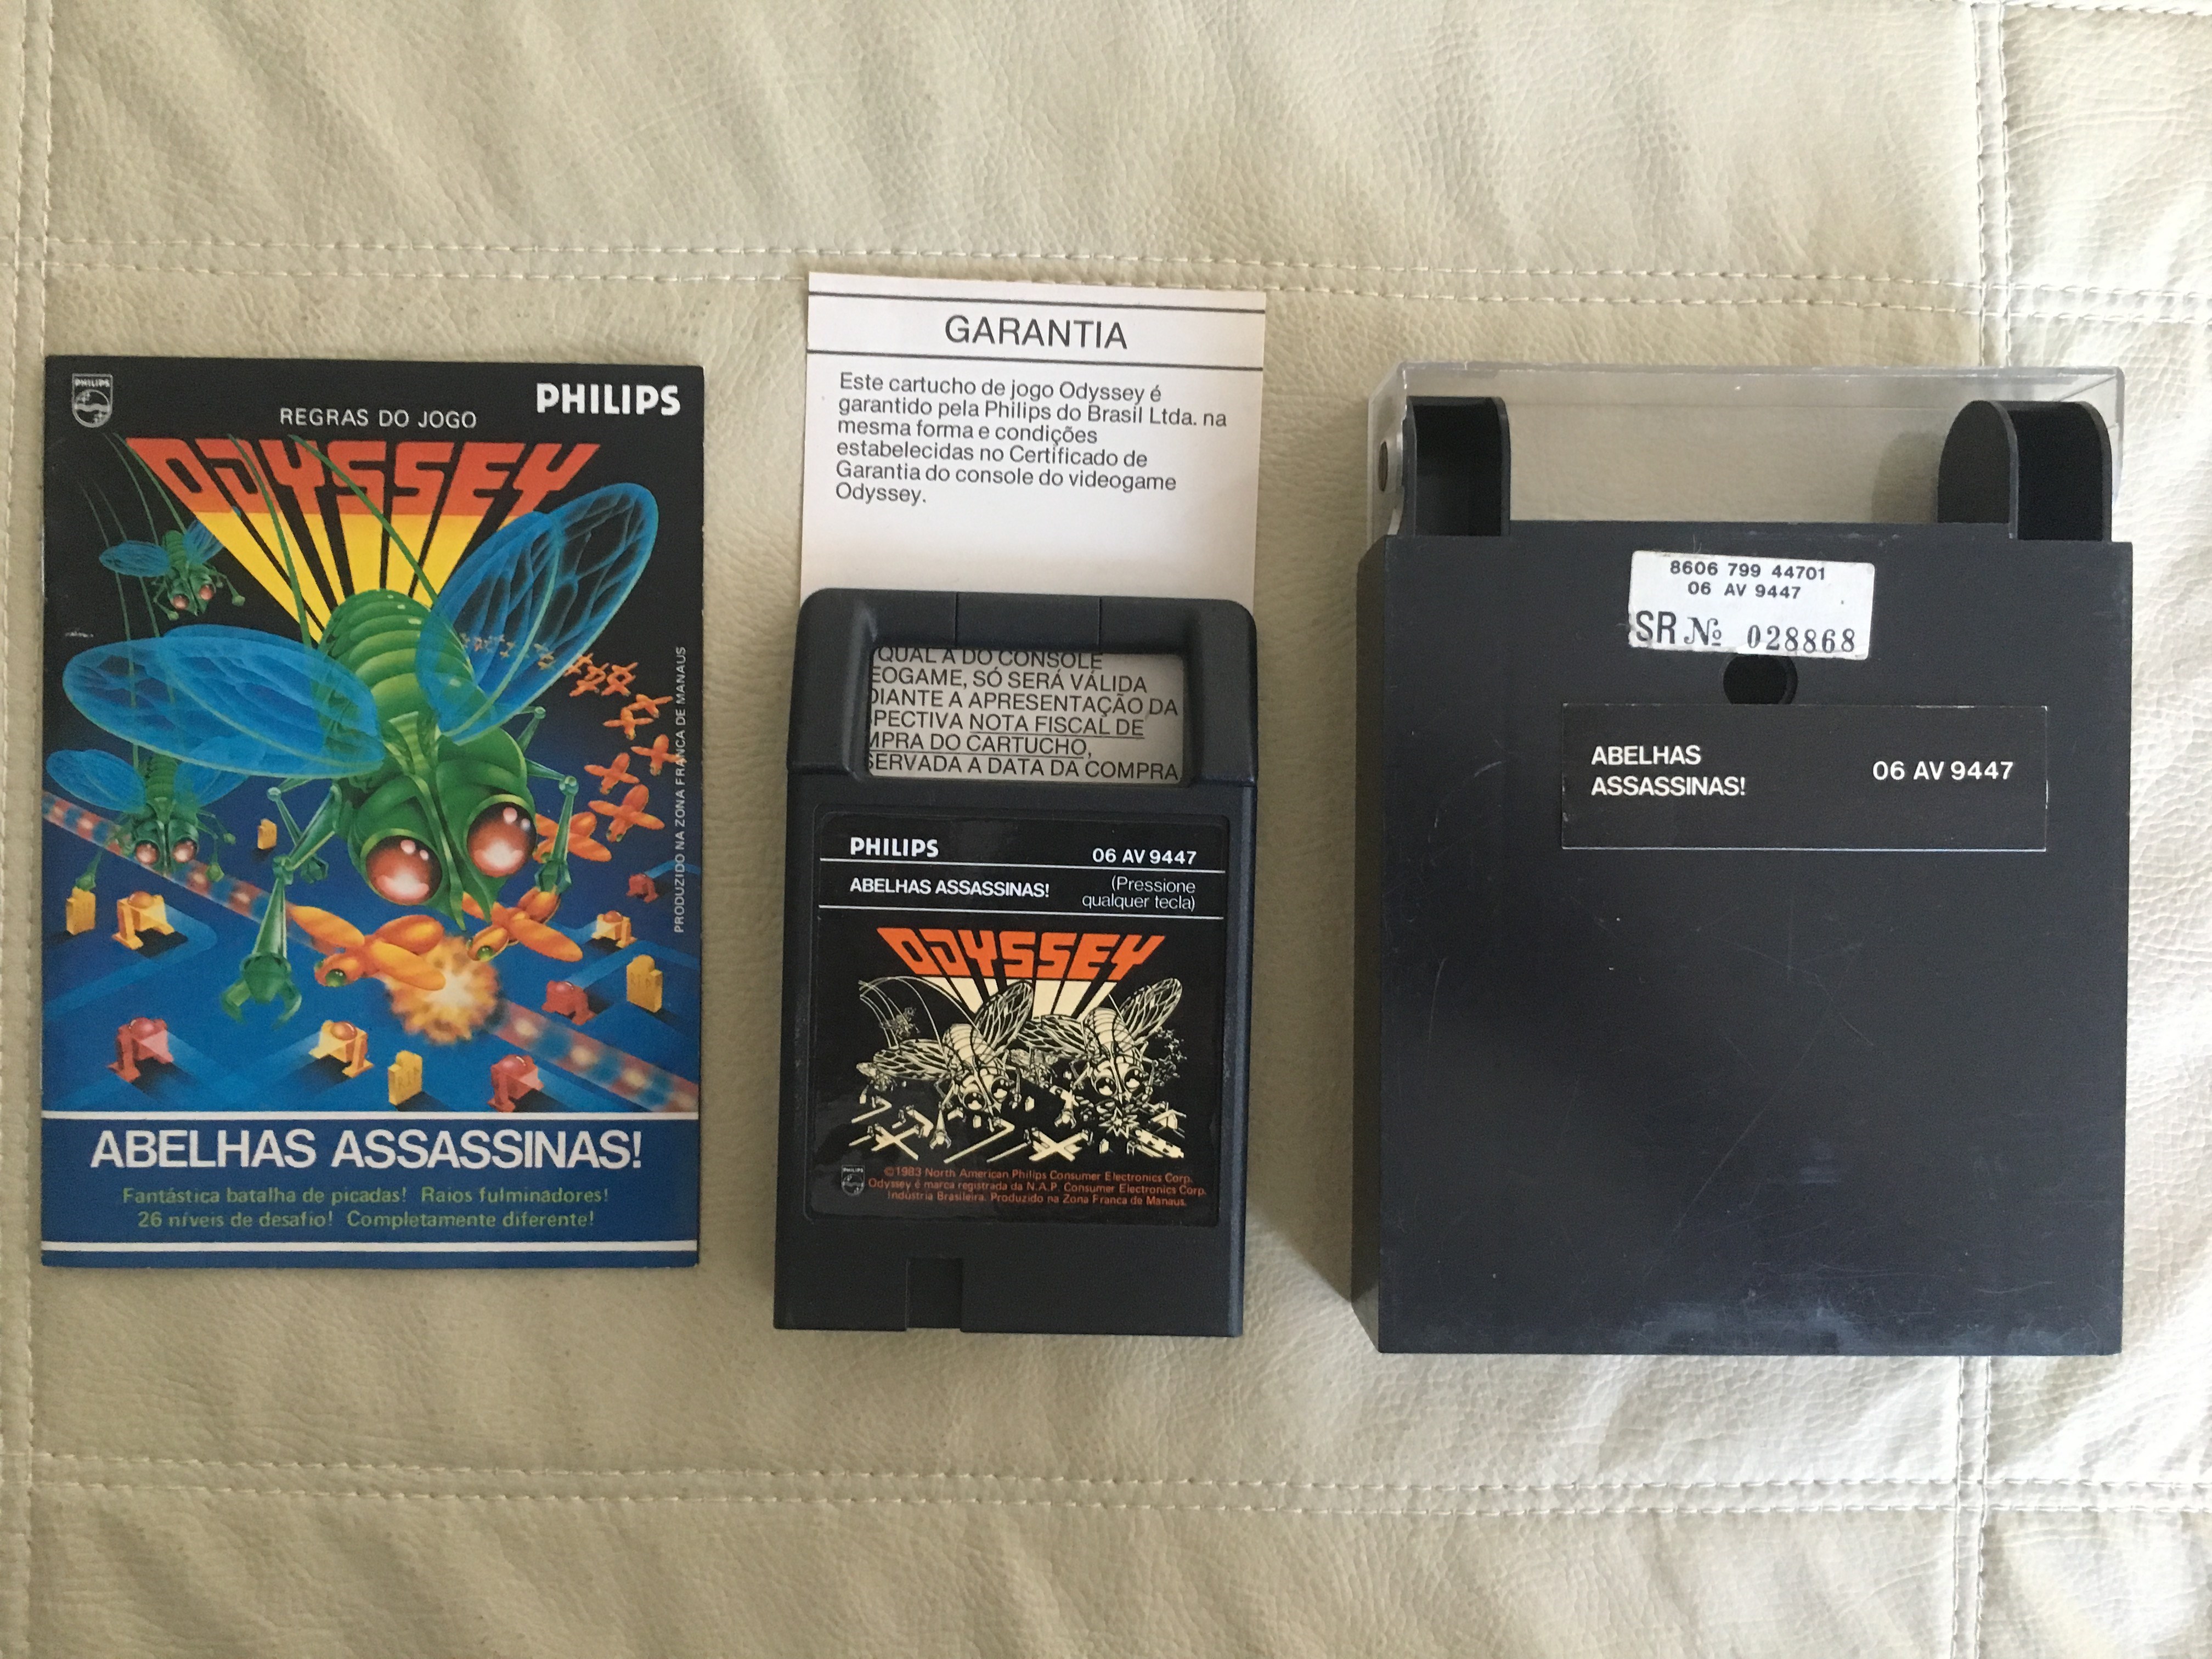 PHILIPS
PHILIPS
REGRAS DO JOGO
ODYSSEY
PRODUZIDO NA ZONA FRANCA DE MANAUS
ABELHAS ASSASSINAS!
Fantástica batalha de picadas! Raios fulminadores!
26 níveis de desafio! Completamente diferente!
GARANTIA
Este cartucho de jogo Odyssey é
garantido pela Philips do Brasil Ltda. na
mesma forma e condições
estabelecidas no Certificado de
Garantia do console do videogame
Odyssey.
QUAL A DO CONSOLE
EOGAME, SÓ SERÁ VÁLIDA
DIANTE A APRESENTAÇÃO DA
SPECTIVA NOTA FISCAL DE
MPRA DO CARTUCHO,
SERVADA A DATA DA COMPRA
PHILIPS
06 AV 9447
ABELHAS ASSASSINAS!
(Pressione
qualquer tecla)
ODYSSEY
PHILIPS
©1983 North American Philips Consumer Electronics Corp.
Odyssey é marca registrada da N.A.P. Consumer Electronics Corp.
Indústria Brasileira. Produzido na Zona Franca de Manaus.
8606 799 44701
06 AV 9447
SR № 028868
ABELHAS
ASSASSINAS!
06 AV 9447